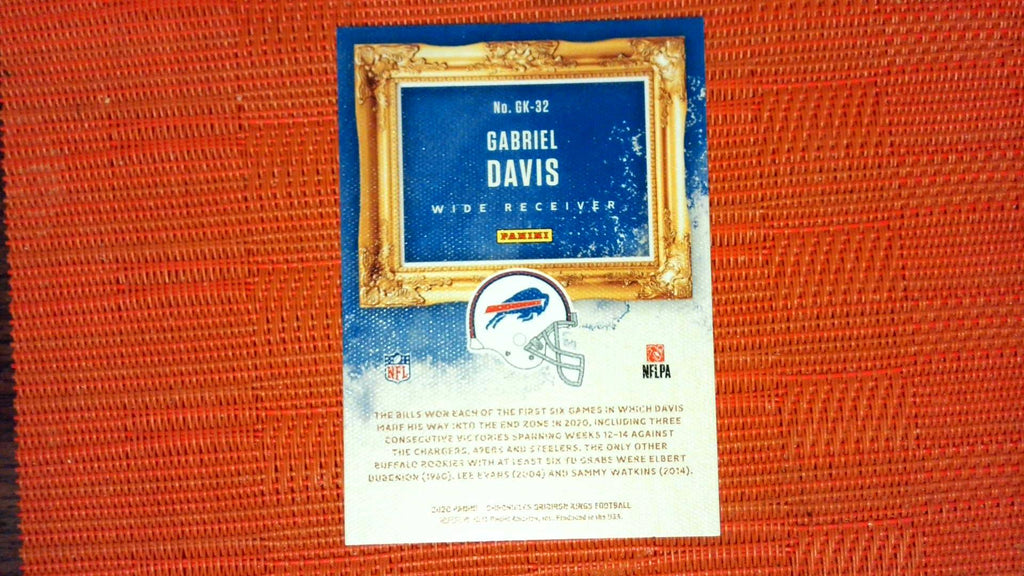 No. GK-32
GABRIEL
DAVIS
WIDE RECEIVER
PANINI
NFL
NFLPA
THE BILLS WON EACH OF THE FIRST SIX GAMES IN WHICH DAVIS
MADE HIS WAY INTO THE END ZONE IN 2020, INCLUDING THREE
CONSECUTIVE VICTORIES SPANNING WEEKS 12-14 AGAINST
THE CHARGERS, 49ERS AND STEELERS. THE ONLY OTHER
BUFFALO ROOKIES WITH AT LEAST SIX TD GRABS WERE ELBERT
DUBENION (1960), LEE EVANS (2004) AND SAMMY WATKINS (2014).
2020 PANINI - CHRONICLES GRIDIRON KINGS FOOTBALL